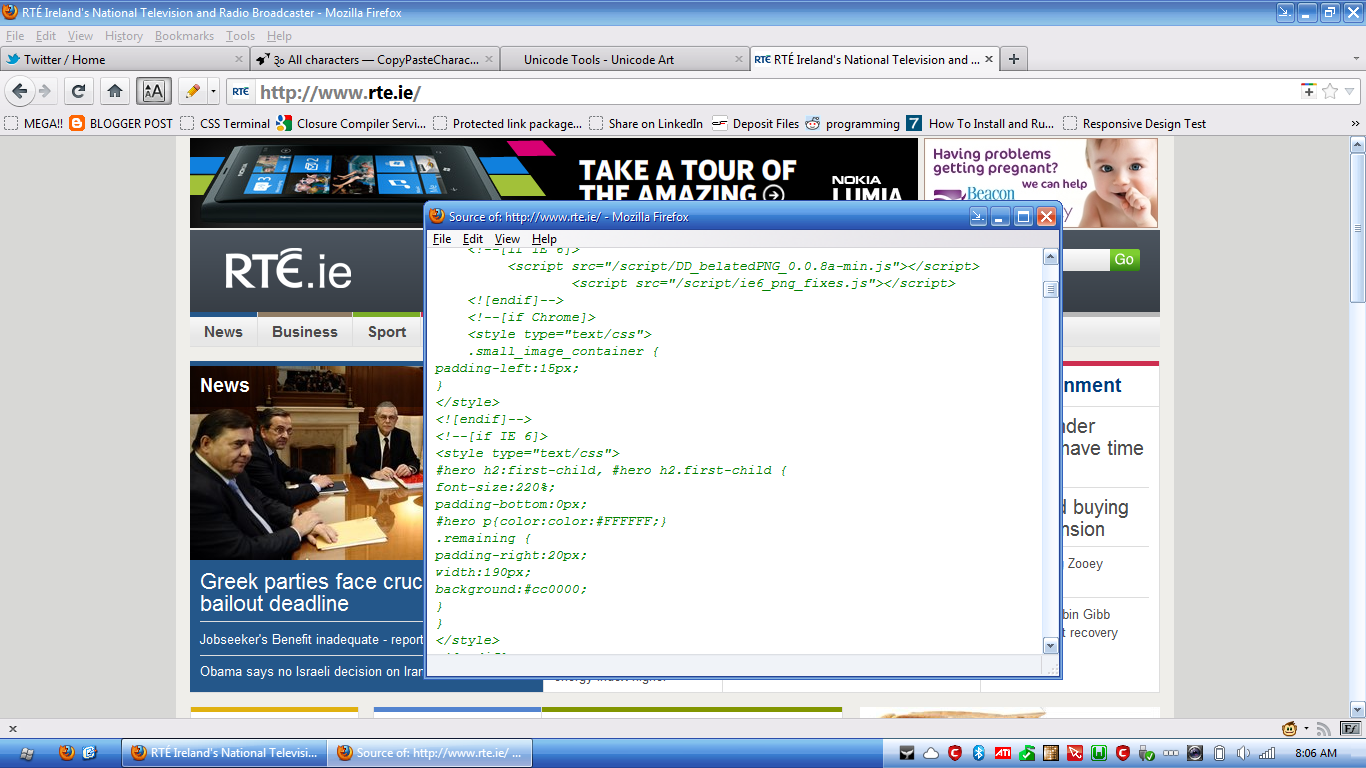 RTÉ Ireland's National Television and Radio Broadcaster - Mozilla Firefox
File Edit View History Bookmarks Tools Help
Twitter / Home
All characters — CopyPasteCharac...
Unicode Tools - Unicode Art
RTÉ RTÉ Ireland's National Television and ...
AA
RTÉ http://www.rte.ie/
MEGA!! BLOGGER POST CSS Terminal Closure Compiler Servi... Protected link package... Share on LinkedIn Deposit Files programming 7 How To Install and Ru... Responsive Design Test »
TAKE A TOUR OF
THE AMAZING
NOKIA
LUMIA
Having problems
getting pregnant?
we can help
Beacon
RTÉ.ie
Go
News Business Sport
News
Greek parties face cruc
bailout deadline
Jobseeker's Benefit inadequate - report
Obama says no Israeli decision on Iran
Source of: http://www.rte.ie/ - Mozilla Firefox
File Edit View Help
<!--[if IE 6]>
<script src="/script/DD_belatedPNG_0.0.8a-min.js"></script>
<script src="/script/ie6_png_fixes.js"></script>
<![endif]-->
<!--[if Chrome]>
<style type="text/css">
.small_image_container {
padding-left:15px;
}
</style>
<![endif]-->
<!--[if IE 6]>
<style type="text/css">
#hero h2:first-child, #hero h2.first-child {
font-size:220%;
padding-bottom:0px;
#hero p{color:color:#FFFFFF;}
.remaining {
padding-right:20px;
width:190px;
background:#cc0000;
}
}
</style>
nment
nder
have time
d buying
nsion
g Zooey
bin Gibb
t recovery
energy index higher
RTÉ Ireland's National Televisi...
Source of: http://www.rte.ie/ ...
ATI
8:06 AM